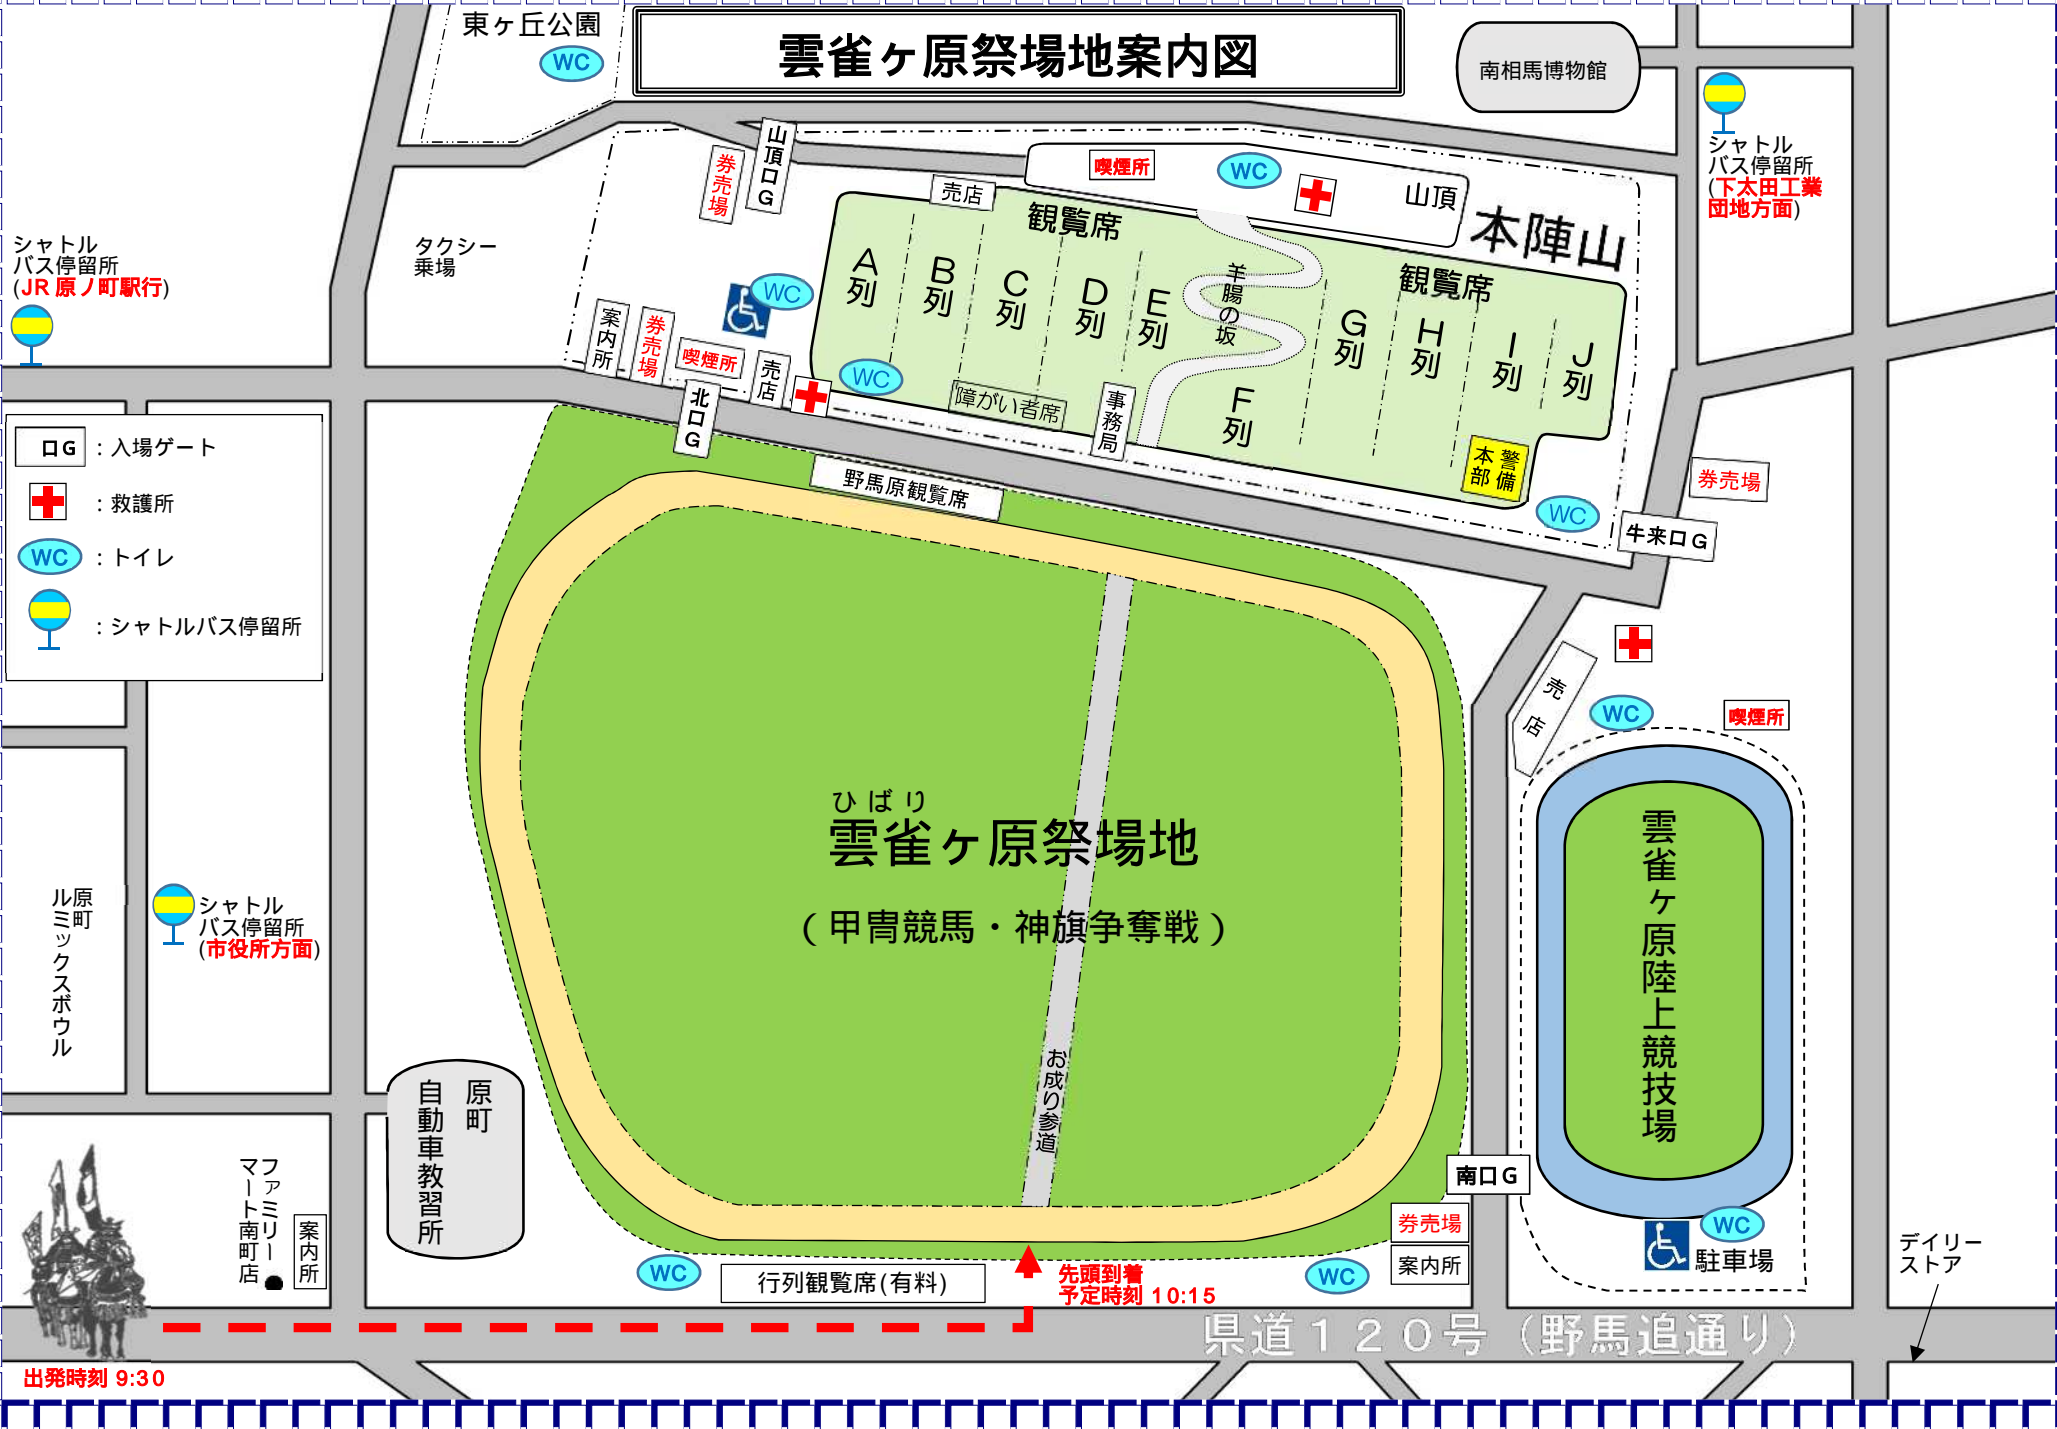 雲雀ヶ原祭場地案内図
東ヶ丘公園
WC
南相馬博物館
シャトル
バス停留所
(下太田工業
団地方面)
山頂口G
券売場
喫煙所
WC
山頂
本陣山
売店
観覧席
観覧席
タクシー
乗場
シャトル
バス停留所
(JR原ノ町駅行)
WC
A列
B列
C列
D列
E列
羊腸の坂
F列
G列
H列
I列
J列
案内所
券売場
喫煙所
売店
北口G
WC
障がい者席
事務局
警備
本部
WC
券売場
牛来口G
野馬原観覧席
口G
:入場ゲート
:救護所
WC
:トイレ
:シャトルバス停留所
売店
WC
喫煙所
ひばり
雲雀ヶ原祭場地
(甲冑競馬・神旗争奪戦)
お成り参道
雲雀ヶ原陸上競技場
原町
ルミックスボウル
シャトル
バス停留所
(市役所方面)
原町
自動車教習所
ファミリー
マート南町店
案内所
南口G
券売場
案内所
WC
駐車場
WC
行列観覧席(有料)
先頭到着
予定時刻 10:15
WC
デイリー
ストア
県道120号(野馬追通り)
出発時刻 9:30